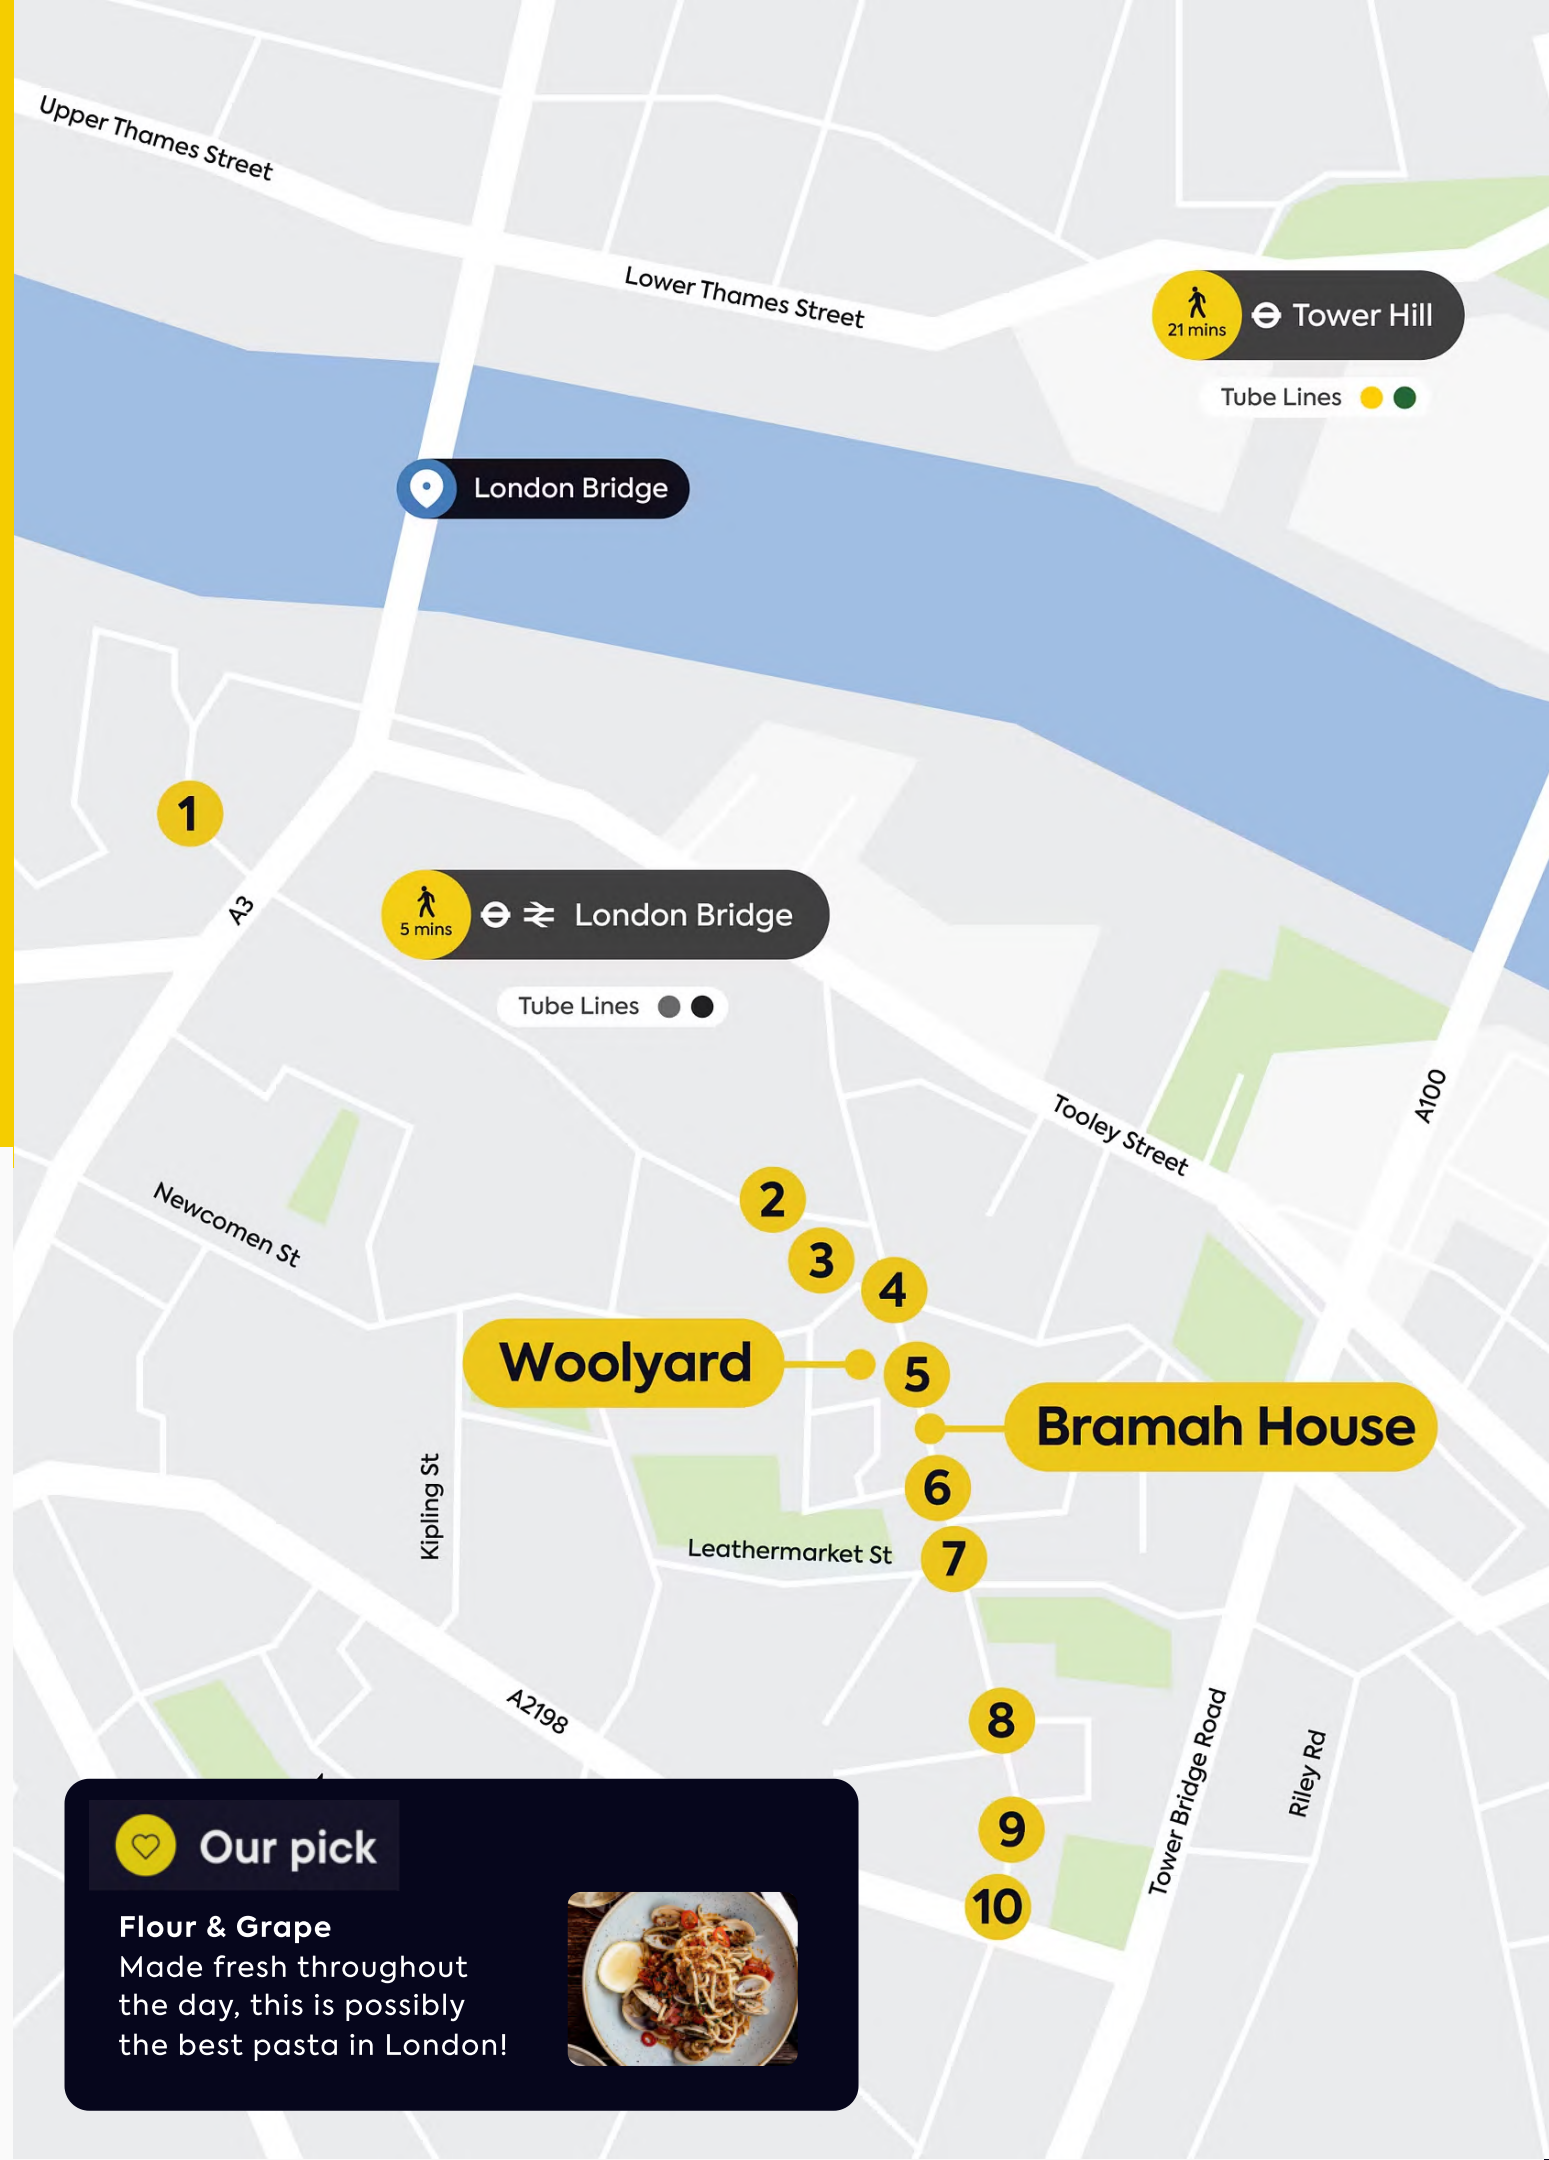 Upper Thames Street
Lower Thames Street
21 mins
Tower Hill
Tube Lines
London Bridge
1
A3
5 mins
London Bridge
Tube Lines
Tooley Street
A100
Newcomen St
2
3
4
Woolyard
5
Bramah House
6
Kipling St
Leathermarket St
7
A2198
8
Tower Bridge Road
Riley Rd
9
10
Our pick
Flour & Grape
Made fresh throughout
the day, this is possibly
the best pasta in London!